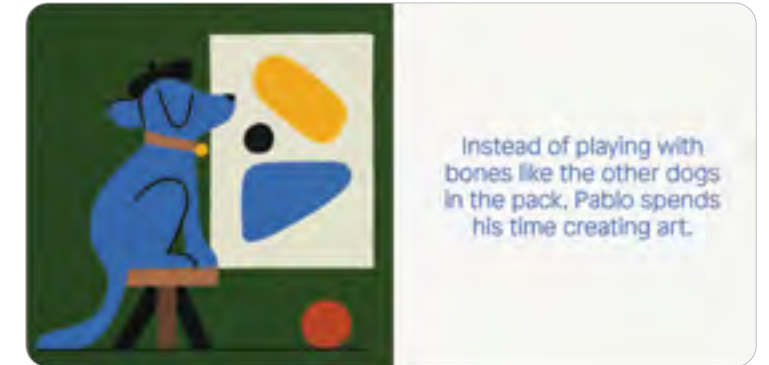 Instead of playing with
bones like the other dogs
in the pack, Pablo spends
his time creating art.